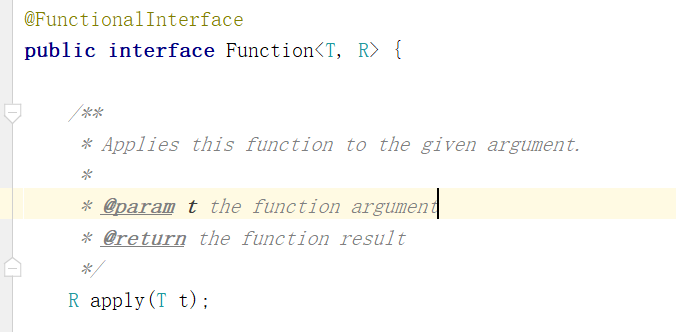 @FunctionalInterface
public interface Function<T, R> {
/**
* Applies this function to the given argument.
*
* @param t the function argument
* @return the function result
*/
R apply(T t);